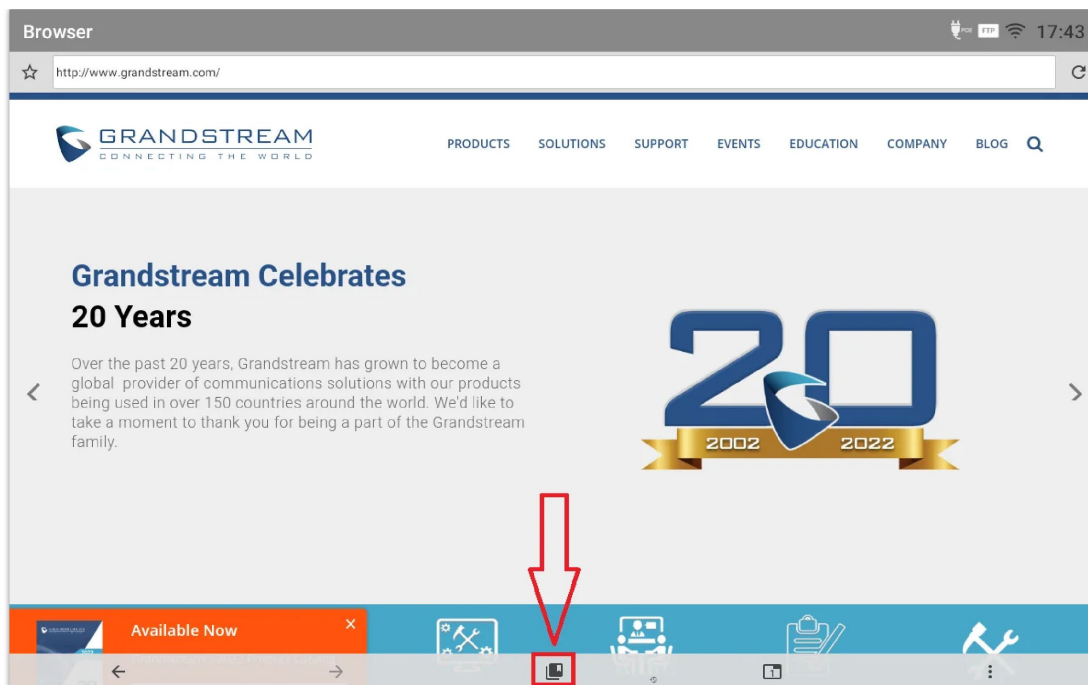 Browser
POE FTP 17:43
http://www.grandstream.com/
GRANDSTREAM
CONNECTING THE WORLD
PRODUCTS SOLUTIONS SUPPORT EVENTS EDUCATION COMPANY BLOG
Grandstream Celebrates
20 Years
Over the past 20 years, Grandstream has grown to become a
global provider of communications solutions with our products
being used in over 150 countries around the world. We'd like to
take a moment to thank you for being a part of the Grandstream
family.
20
2002 2022
Available Now
1